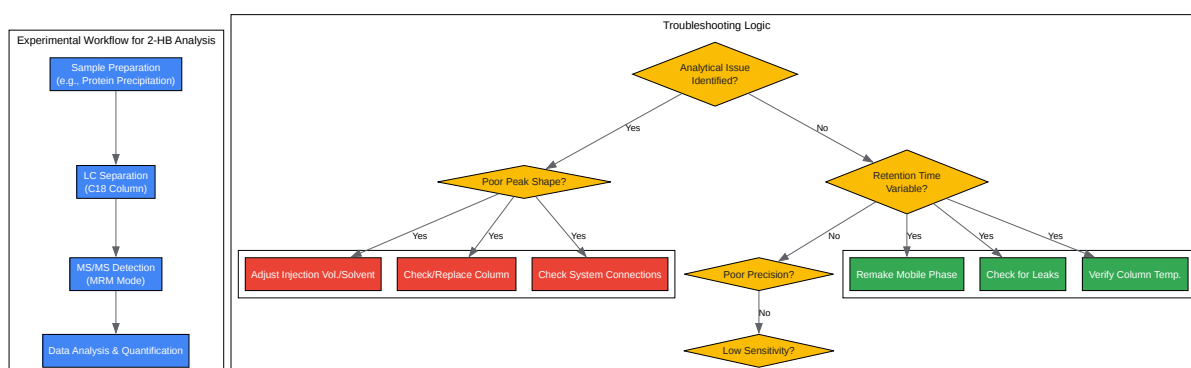 Experimental Workflow for 2-HB Analysis
Sample Preparation
(e.g., Protein Precipitation)
LC Separation
(C18 Column)
MS/MS Detection
(MRM Mode)
Data Analysis & Quantification
Troubleshooting Logic
Analytical Issue
Identified?
Yes
No
Poor Peak Shape?
Retention Time
Variable?
Yes
Yes
Yes
No
Yes
Yes
Yes
Adjust Injection Vol./Solvent
Check/Replace Column
Check System Connections
Poor Precision?
Remake Mobile Phase
Check for Leaks
Verify Column Temp.
No
Low Sensitivity?